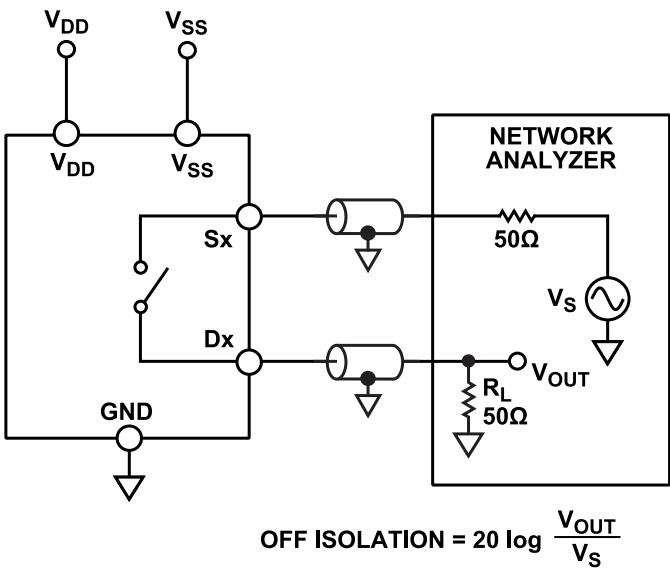 VDD
VSS
VDD
VSS
NETWORK
ANALYZER
Sx
50Ω
VS
Dx
VOUT
RL
50Ω
GND
OFF ISOLATION = 20 log VOUT
VS